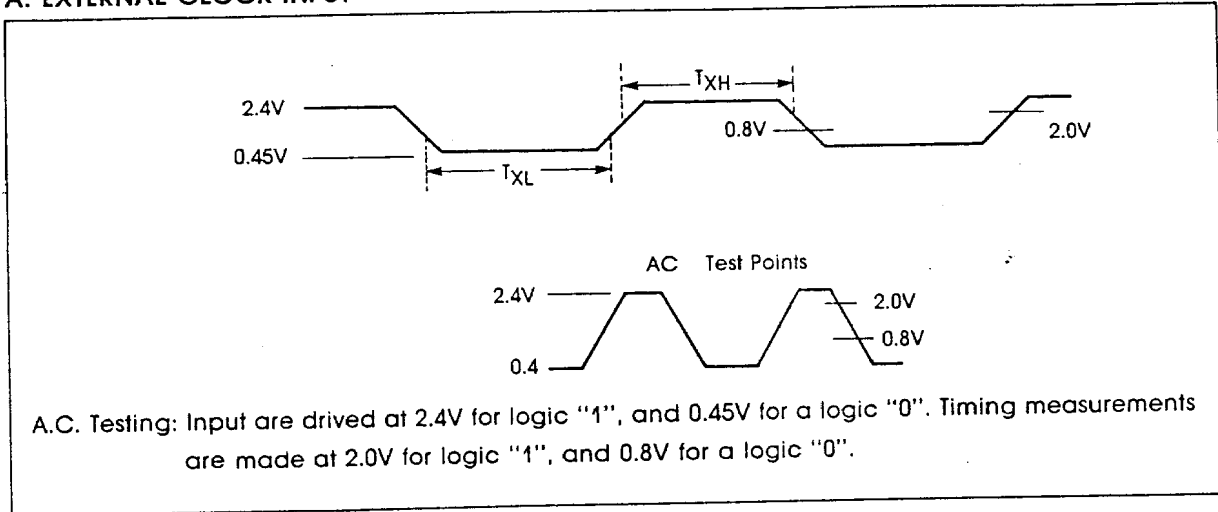 A. EXTERNAL CLOCK INPUT
TXH
2.4V
0.8V
2.0V
0.45V
TXL
AC Test Points
2.4V
2.0V
0.8V
0.4
A.C. Testing: Input are drived at 2.4V for logic "1", and 0.45V for a logic "0". Timing measurements
are made at 2.0V for logic "1", and 0.8V for a logic "0".